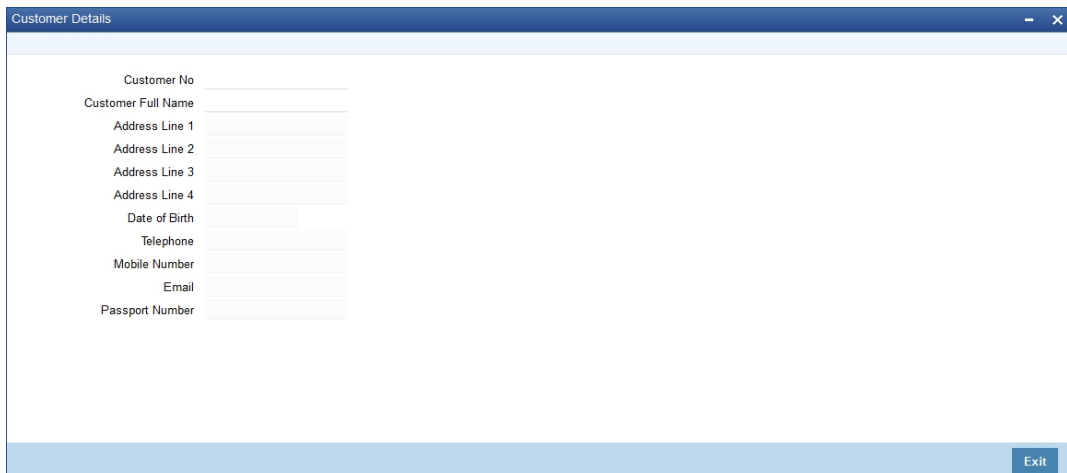 Customer Details
Customer No
Customer Full Name
Address Line 1
Address Line 2
Address Line 3
Address Line 4
Date of Birth
Telephone
Mobile Number
Email
Passport Number
Exit